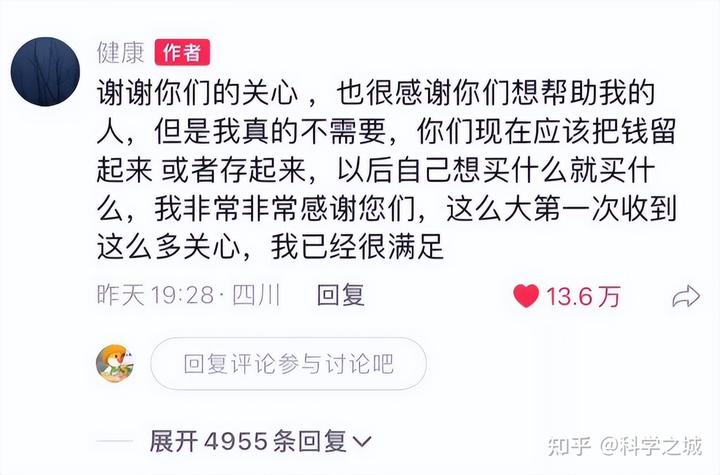 健康 作者
谢谢你们的关心 ，也很感谢你们想帮助我的
人，但是我真的不需要，你们现在应该把钱留
起来 或者存起来，以后自己想买什么就买什
么，我非常非常感谢您们，这么大第一次收到
这么多关心，我已经很满足
昨天 19:28 · 四川 回复 13.6 万
回复评论参与讨论吧
展开 4955 条回复
知乎 @科学之城